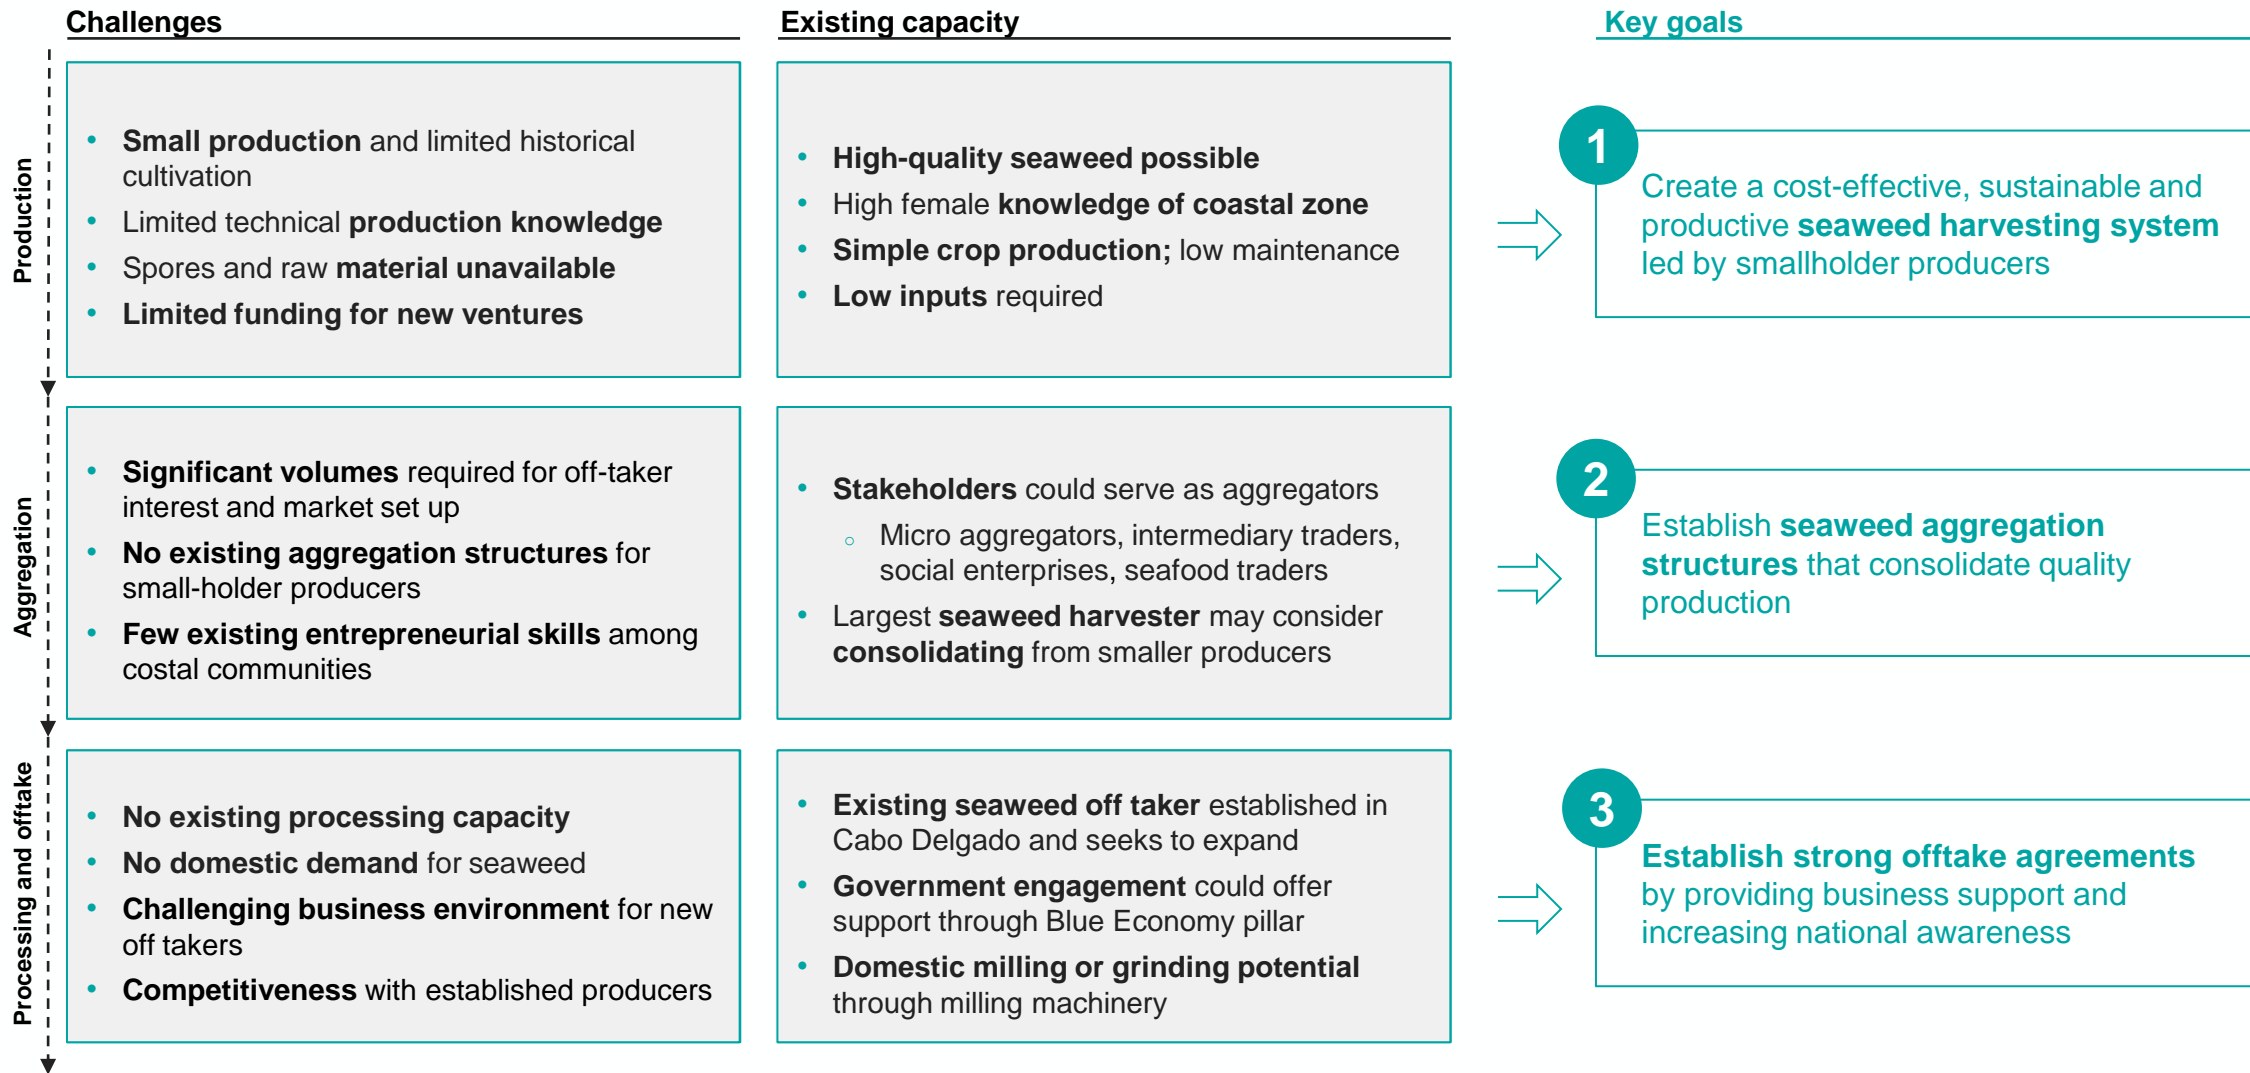 Challenges
Existing capacity
Key goals
Production
• Small production and limited historical
cultivation
• Limited technical production knowledge
• Spores and raw material unavailable
• Limited funding for new ventures
• High-quality seaweed possible
• High female knowledge of coastal zone
• Simple crop production; low maintenance
• Low inputs required
1
Create a cost-effective, sustainable and
productive seaweed harvesting system
led by smallholder producers
Aggregation
• Significant volumes required for off-taker
interest and market set up
• No existing aggregation structures for
small-holder producers
• Few existing entrepreneurial skills among
costal communities
• Stakeholders could serve as aggregators
○ Micro aggregators, intermediary traders,
social enterprises, seafood traders
• Largest seaweed harvester may consider
consolidating from smaller producers
2
Establish seaweed aggregation
structures that consolidate quality
production
Processing and offtake
• No existing processing capacity
• No domestic demand for seaweed
• Challenging business environment for new
off takers
• Competitiveness with established producers
• Existing seaweed off taker established in
Cabo Delgado and seeks to expand
• Government engagement could offer
support through Blue Economy pillar
• Domestic milling or grinding potential
through milling machinery
3
Establish strong offtake agreements
by providing business support and
increasing national awareness